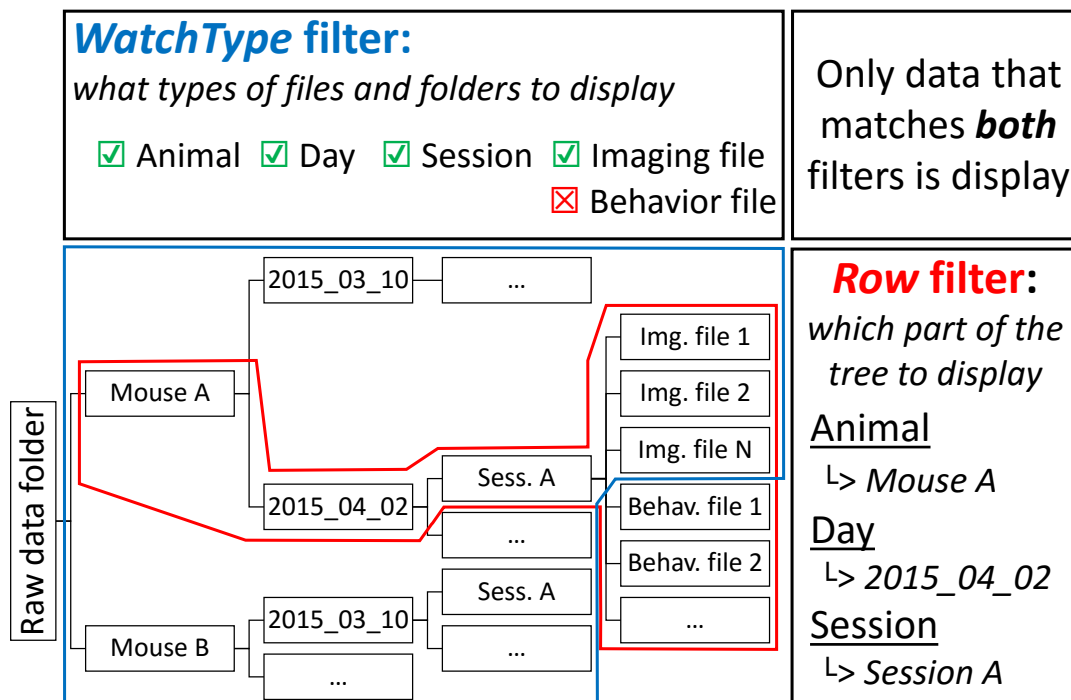 WatchType filter:
what types of files and folders to display
☑ Animal ☑ Day ☑ Session ☑ Imaging file
☒ Behavior file
Only data that
matches both
filters is display
Raw data folder
Mouse A
2015_03_10
...
2015_04_02
Sess. A
...
Img. file 1
Img. file 2
Img. file N
Behav. file 1
Behav. file 2
...
Mouse B
2015_03_10
Sess. A
...
...
Row filter:
which part of the
tree to display
Animal
↳ Mouse A
Day
↳ 2015_04_02
Session
↳ Session A